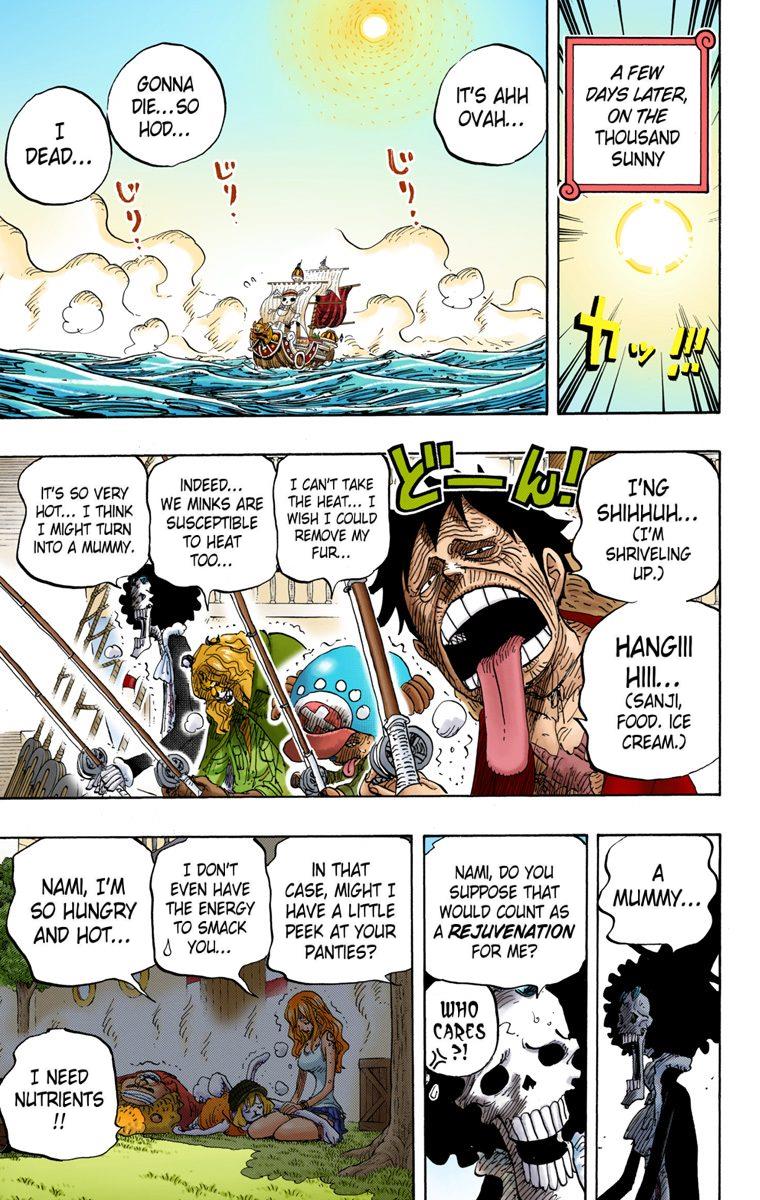 A FEW
DAYS LATER,
ON THE
THOUSAND
SUNNY
カッ!!!
IT'S AHH
OVAH...
GONNA
DIE...SO
HOD...
I
DEAD...
じり・
じり・
じり・
I'NG
SHIHHUH...
(I'M
SHRIVELING
UP.)
HANGIII
HIII...
(SANJI,
FOOD. ICE
CREAM.)
どーん!
I CAN'T TAKE
THE HEAT... I
WISH I COULD
REMOVE MY
FUR...
INDEED...
WE MINKS ARE
SUSCEPTIBLE
TO HEAT
TOO...
IT'S SO VERY
HOT... I THINK
I MIGHT TURN
INTO A MUMMY.
A
MUMMY...
NAMI, DO YOU
SUPPOSE THAT
WOULD COUNT AS
A REJUVENATION
FOR ME?
WHO
CARES
?!
IN THAT
CASE, MIGHT I
HAVE A LITTLE
PEEK AT YOUR
PANTIES?
I DON'T
EVEN HAVE
THE ENERGY
TO SMACK
YOU...
NAMI, I'M
SO HUNGRY
AND HOT...
I NEED
NUTRIENTS
!!